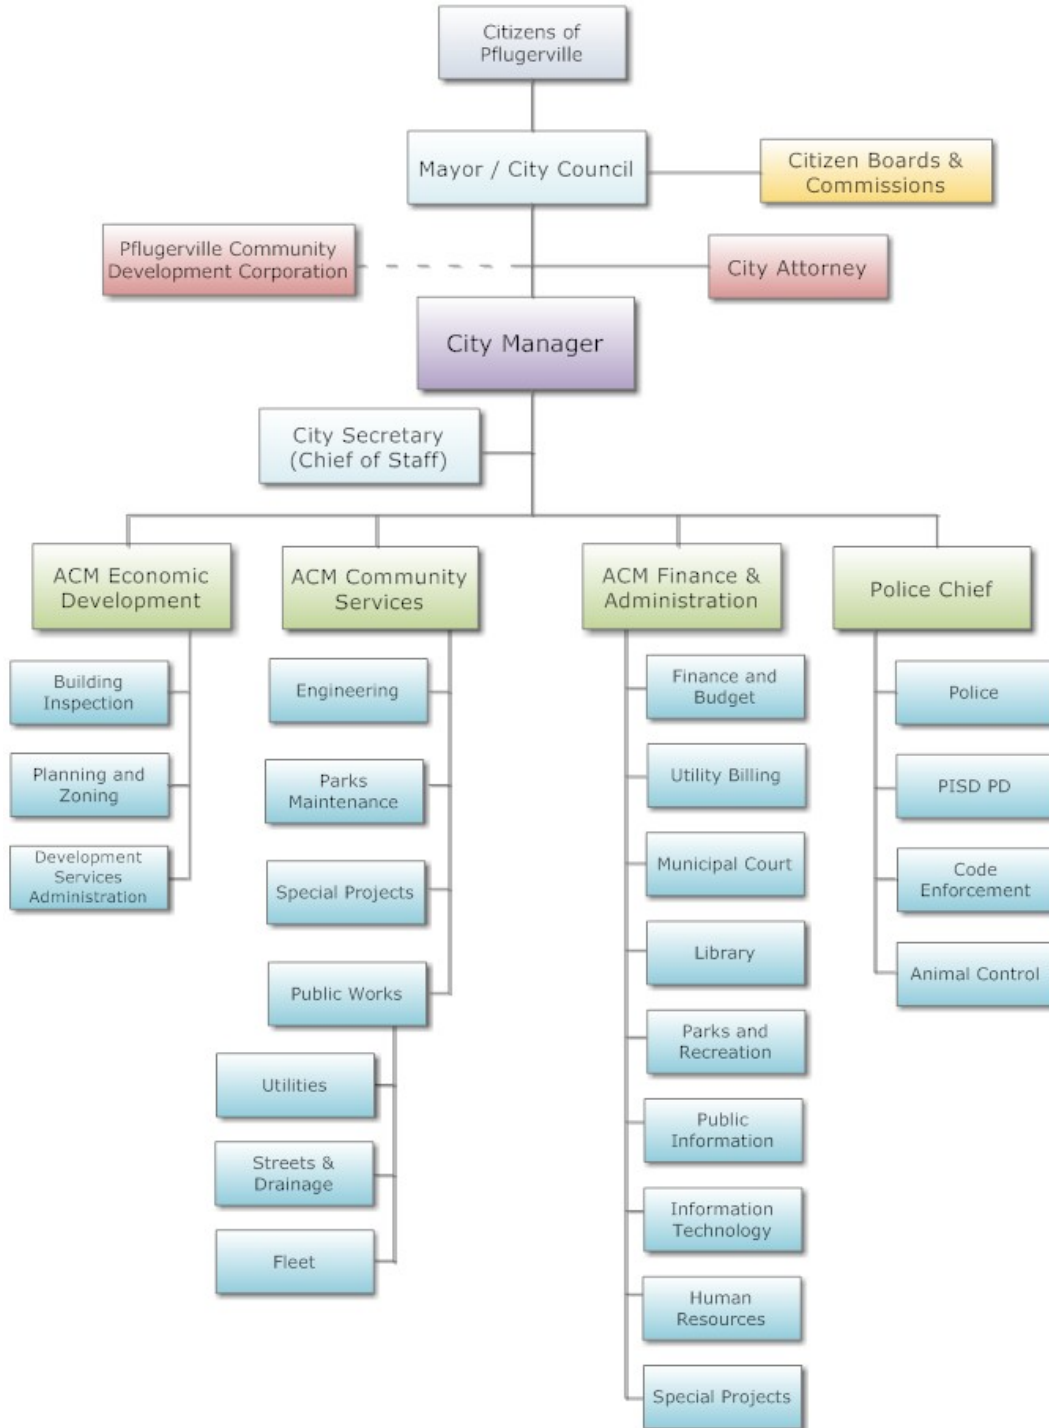 Citizens of
Pflugerville
Mayor / City Council
Citizen Boards &
Commissions
Pflugerville Community
Development Corporation
City Attorney
City Manager
City Secretary
(Chief of Staff)
ACM Economic
Development
ACM Community
Services
ACM Finance &
Administration
Police Chief
Building
Inspection
Planning and
Zoning
Development
Services
Administration
Engineering
Parks
Maintenance
Special Projects
Public Works
Utilities
Streets &
Drainage
Fleet
Finance and
Budget
Utility Billing
Municipal Court
Library
Parks and
Recreation
Public
Information
Information
Technology
Human
Resources
Special Projects
Police
PISD PD
Code
Enforcement
Animal Control